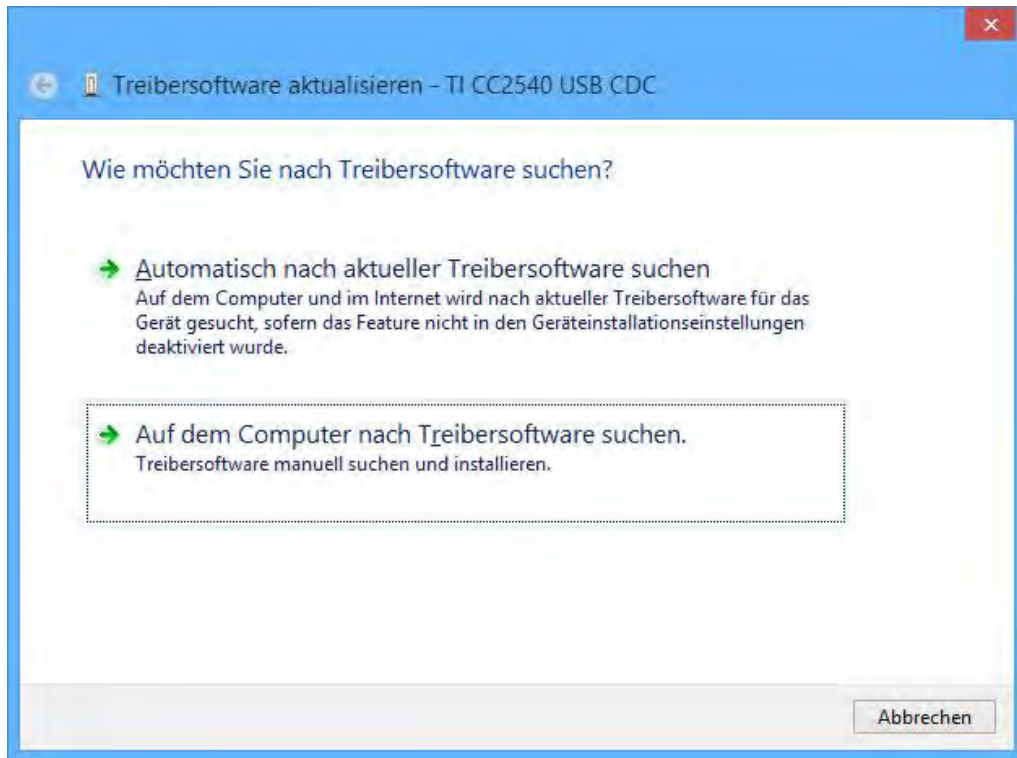 Treibersoftware aktualisieren - TI CC2540 USB CDC
Wie möchten Sie nach Treibersoftware suchen?
Automatisch nach aktueller Treibersoftware suchen
Auf dem Computer und im Internet wird nach aktueller Treibersoftware für das
Gerät gesucht, sofern das Feature nicht in den Geräteinstallationseinstellungen
deaktiviert wurde.
Auf dem Computer nach Treibersoftware suchen.
Treibersoftware manuell suchen und installieren.
Abbrechen